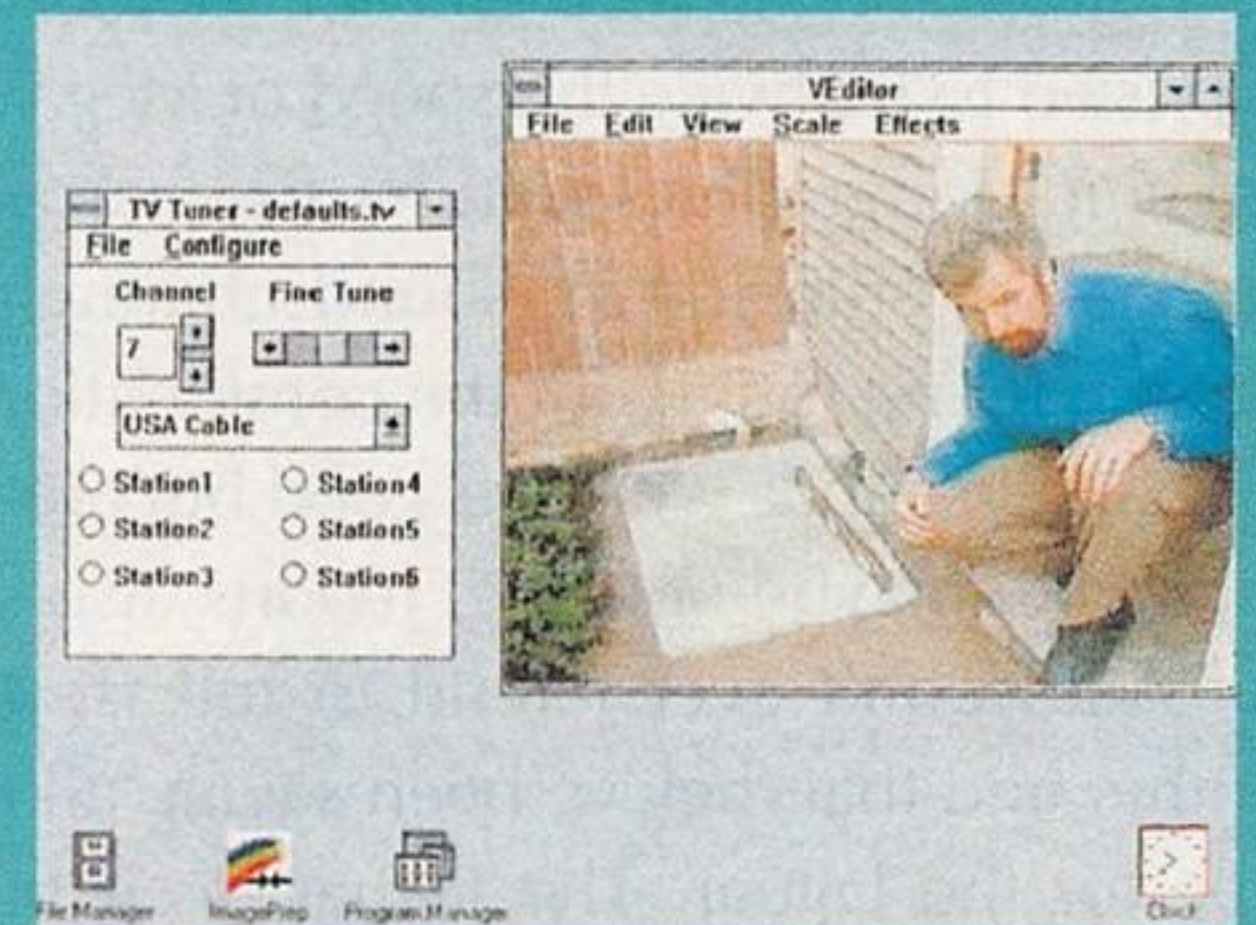 TV Tuner - defaults.tv
File Configure
Channel Fine Tune
7
USA Cable
Station1 Station4
Station2 Station5
Station3 Station6
VEditor
File Edit View Scale Effects
File Manager
ImagePrep
Program Manager
Clock